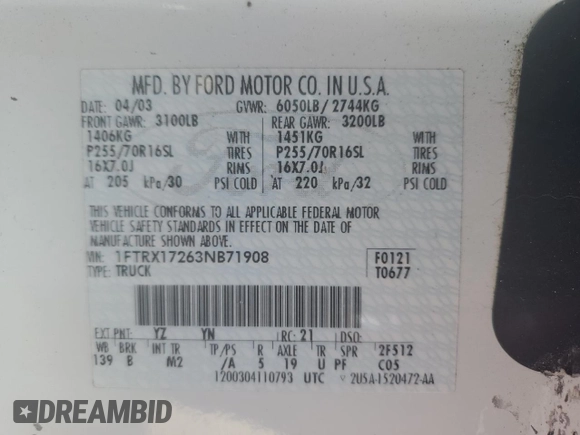 MFD. BY FORD MOTOR CO. IN U.S.A.
DATE: 04/03 GVWR: 6050LB/ 2744KG
FRONT GAWR: 3100LB REAR GAWR: 3200LB
1406KG WITH 1451KG WITH
P255/70R16SL TIRES P255/70R16SL TIRES
16X7.0J RIMS 16X7.0J RIMS
AT 205 kPa/30 PSI COLD AT 220 kPa/32 PSI COLD
THIS VEHICLE CONFORMS TO ALL APPLICABLE FEDERAL MOTOR
VEHICLE SAFETY STANDARDS IN EFFECT ON THE DATE OF
MANUFACTURE SHOWN ABOVE.
VIN: 1FTRX17263NB71908 F0121
TYPE: TRUCK T0677
EXT PNT: YZ YN RC: 21 DSO:
WB BRK INT TR TP/PS R AXLE TR SPR 2F512
139 B M2 /A 5 19 U PF C05
1200304110793 UTC 2U5A-1520472-AA
DREAMBID